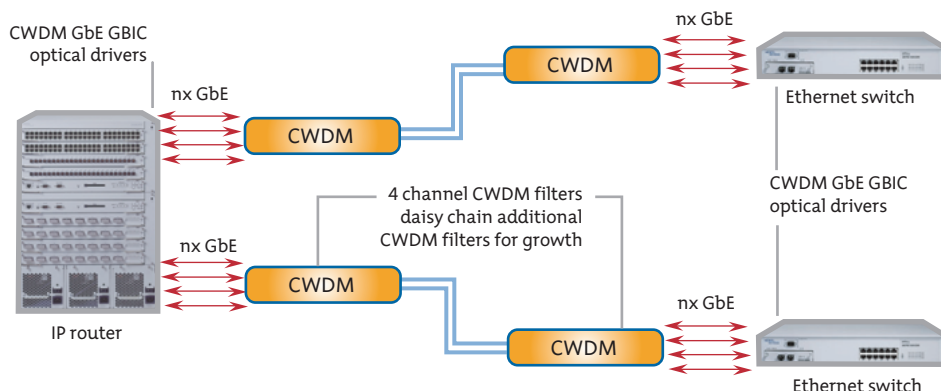 CWDM GbE GBIC
optical drivers
nx GbE
CWDM
CWDM
nx GbE
Ethernet switch
4 channel CWDM filters
daisy chain additional
CWDM filters for growth
CWDM GbE GBIC
optical drivers
nx GbE
CWDM
IP router
CWDM
nx GbE
Ethernet switch